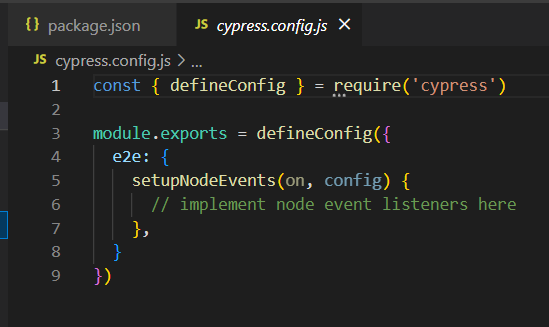 {} package.json
JS cypress.config.js ×
JS cypress.config.js > ...
1 const { defineConfig } = require('cypress')
2
3 module.exports = defineConfig({
4 e2e: {
5 setupNodeEvents(on, config) {
6 // implement node event listeners here
7 },
8 }
9 })